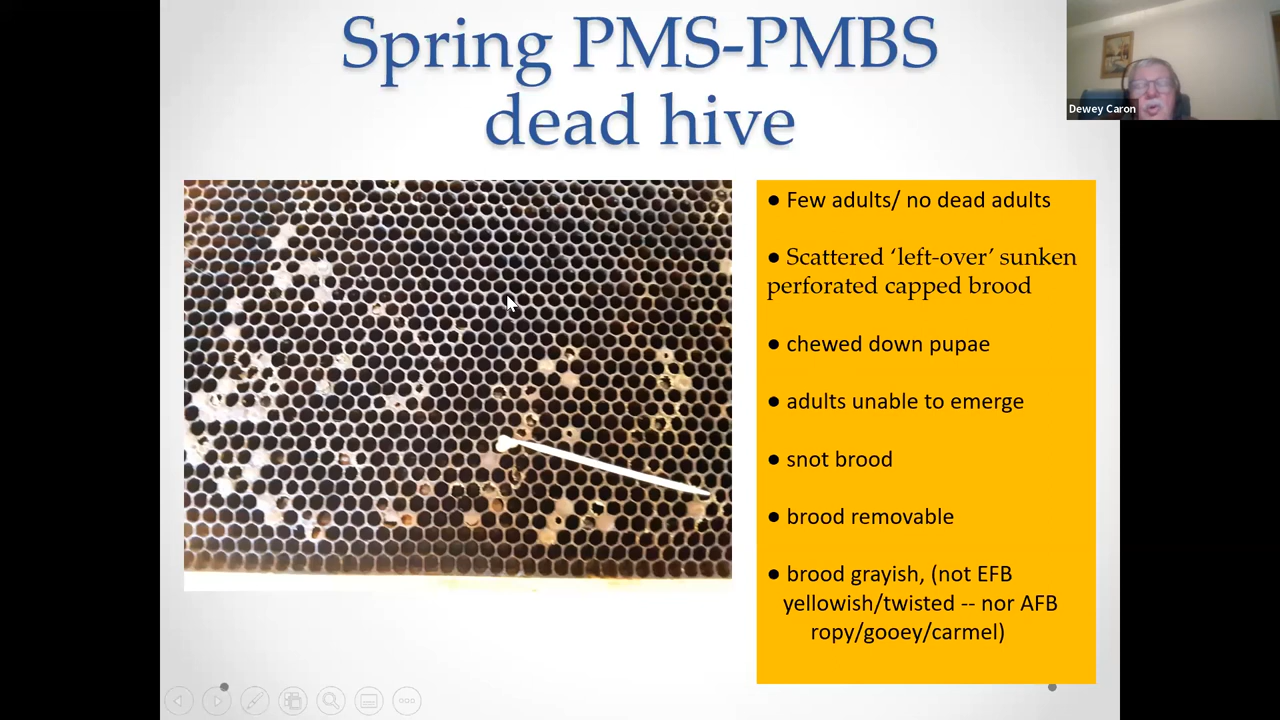 Spring PMS-PMBS
dead hive
Dewey Caron
● Few adults/ no dead adults
● Scattered ‘left-over’ sunken
perforated capped brood
● chewed down pupae
● adults unable to emerge
● snot brood
● brood removable
● brood grayish, (not EFB
yellowish/twisted -- nor AFB
ropy/gooey/carmel)